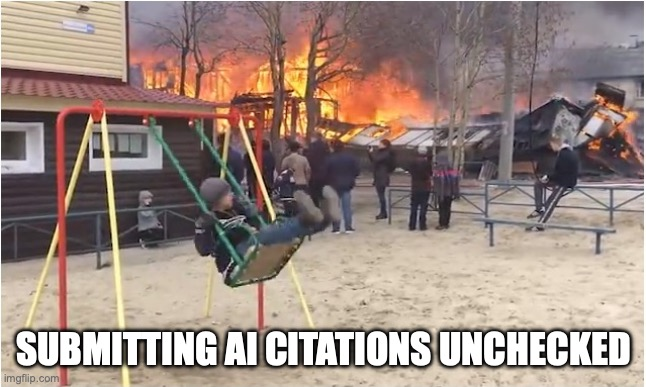 SUBMITTING AI CITATIONS UNCHECKED
imgflip.com